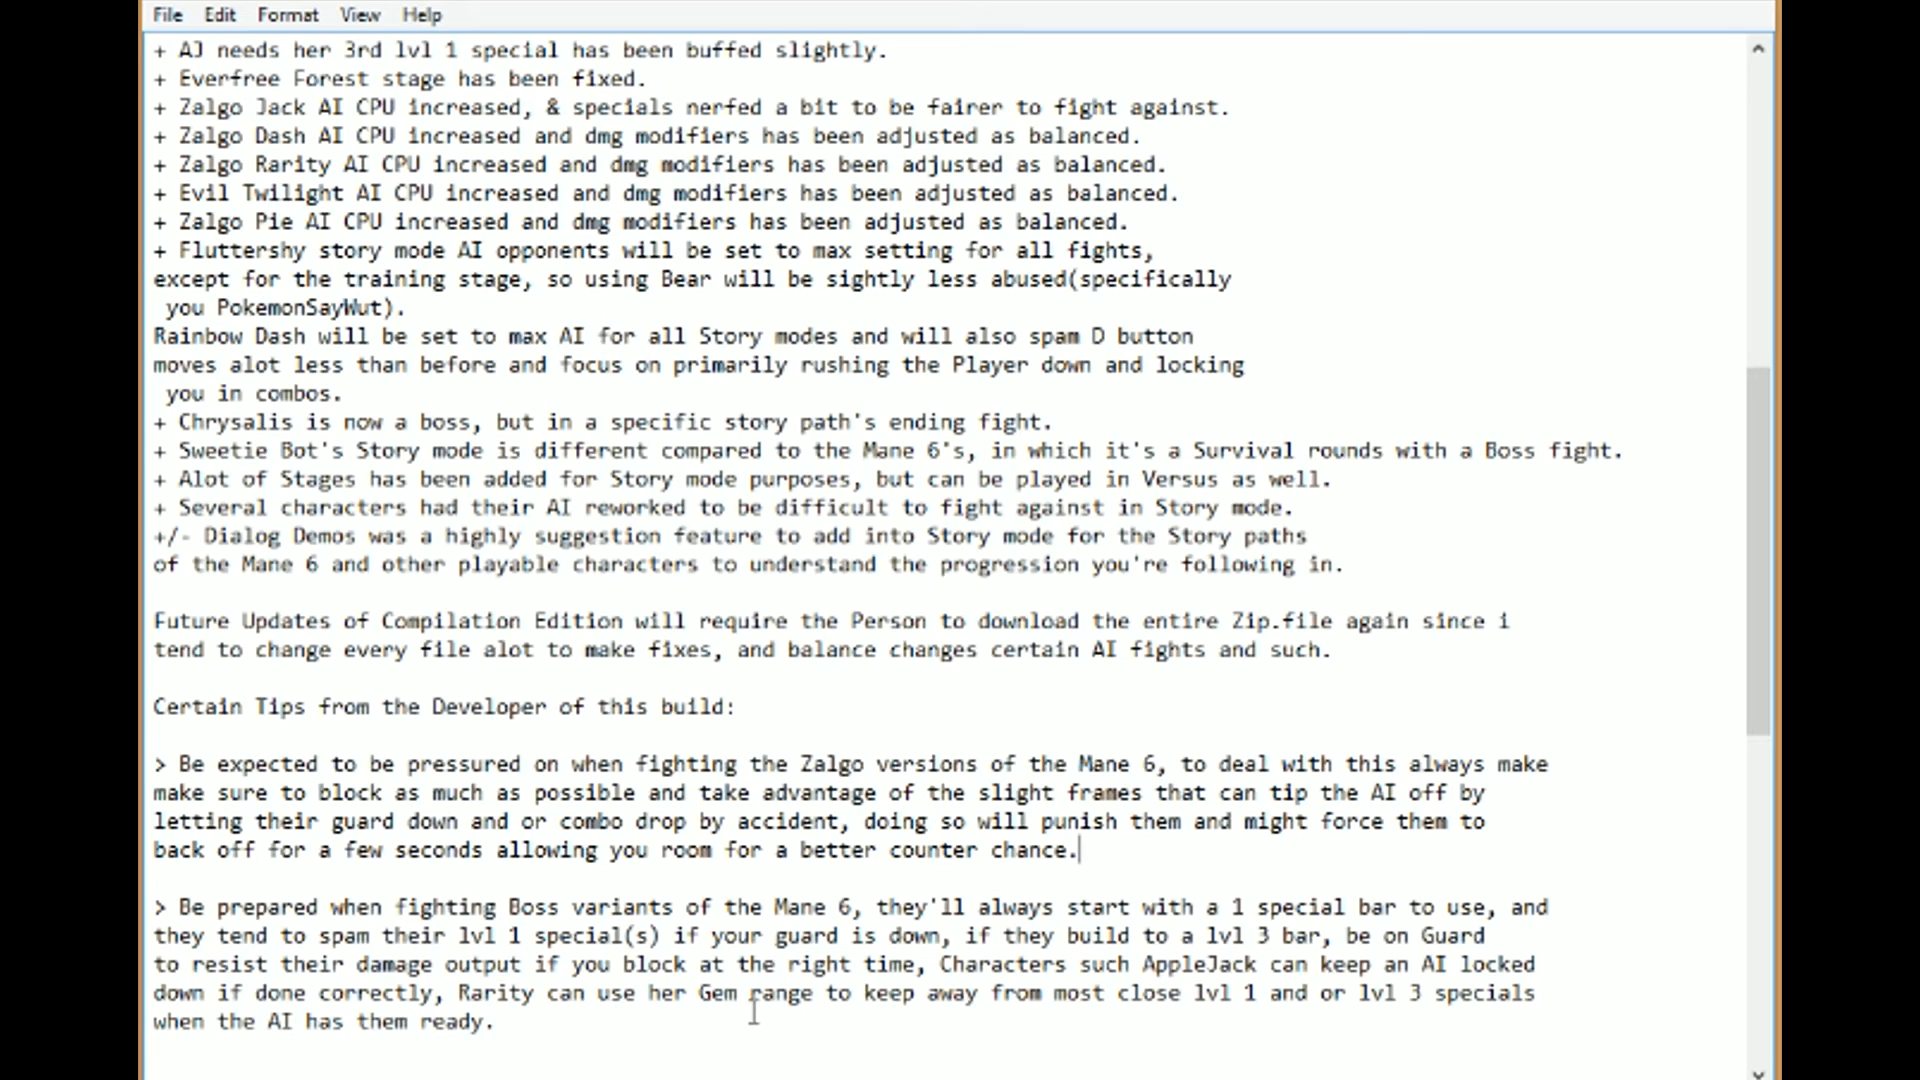 File Edit Format View Help
+ AJ needs her 3rd lvl 1 special has been buffed slightly.
+ Everfree Forest stage has been fixed.
+ Zalgo Jack AI CPU increased, & specials nerfed a bit to be fairer to fight against.
+ Zalgo Dash AI CPU increased and dmg modifiers has been adjusted as balanced.
+ Zalgo Rarity AI CPU increased and dmg modifiers has been adjusted as balanced.
+ Evil Twilight AI CPU increased and dmg modifiers has been adjusted as balanced.
+ Zalgo Pie AI CPU increased and dmg modifiers has been adjusted as balanced.
+ Fluttershy story mode AI opponents will be set to max setting for all fights,
except for the training stage, so using Bear will be sightly less abused(specifically
you PokemonSayWut).
Rainbow Dash will be set to max AI for all Story modes and will also spam D button
moves alot less than before and focus on primarily rushing the Player down and locking
you in combos.
+ Chrysalis is now a boss, but in a specific story path's ending fight.
+ Sweetie Bot's Story mode is different compared to the Mane 6's, in which it's a Survival rounds with a Boss fight.
+ Alot of Stages has been added for Story mode purposes, but can be played in Versus as well.
+ Several characters had their AI reworked to be difficult to fight against in Story mode.
+/- Dialog Demos was a highly suggestion feature to add into Story mode for the Story paths
of the Mane 6 and other playable characters to understand the progression you're following in.
Future Updates of Compilation Edition will require the Person to download the entire Zip.file again since i
tend to change every file alot to make fixes, and balance changes certain AI fights and such.
Certain Tips from the Developer of this build:
> Be expected to be pressured on when fighting the Zalgo versions of the Mane 6, to deal with this always make
make sure to block as much as possible and take advantage of the slight frames that can tip the AI off by
letting their guard down and or combo drop by accident, doing so will punish them and might force them to
back off for a few seconds allowing you room for a better counter chance.
> Be prepared when fighting Boss variants of the Mane 6, they'll always start with a 1 special bar to use, and
they tend to spam their lvl 1 special(s) if your guard is down, if they build to a lvl 3 bar, be on Guard
to resist their damage output if you block at the right time, Characters such AppleJack can keep an AI locked
down if done correctly, Rarity can use her Gem range to keep away from most close lvl 1 and or lvl 3 specials
when the AI has them ready.